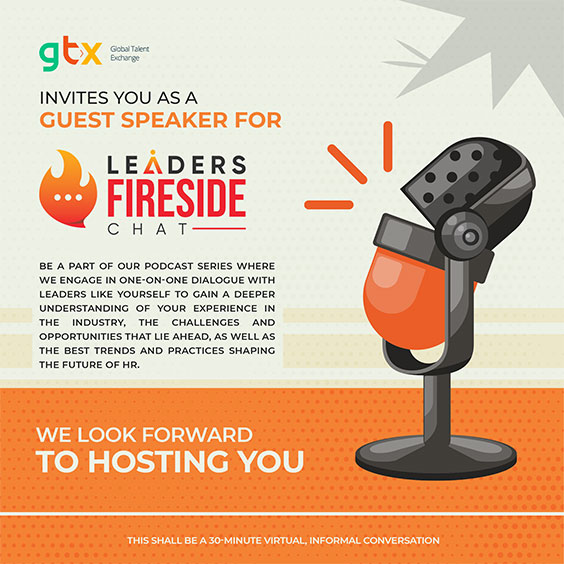 gtx Global Talent
Exchange
INVITES YOU AS A
GUEST SPEAKER FOR
LEADERS
FIRESIDE
CHAT
BE A PART OF OUR PODCAST SERIES WHERE
WE ENGAGE IN ONE-ON-ONE DIALOGUE WITH
LEADERS LIKE YOURSELF TO GAIN A DEEPER
UNDERSTANDING OF YOUR EXPERIENCE IN
THE INDUSTRY, THE CHALLENGES AND
OPPORTUNITIES THAT LIE AHEAD, AS WELL AS
THE BEST TRENDS AND PRACTICES SHAPING
THE FUTURE OF HR.
WE LOOK FORWARD
TO HOSTING YOU
THIS SHALL BE A 30-MINUTE VIRTUAL, INFORMAL CONVERSATION